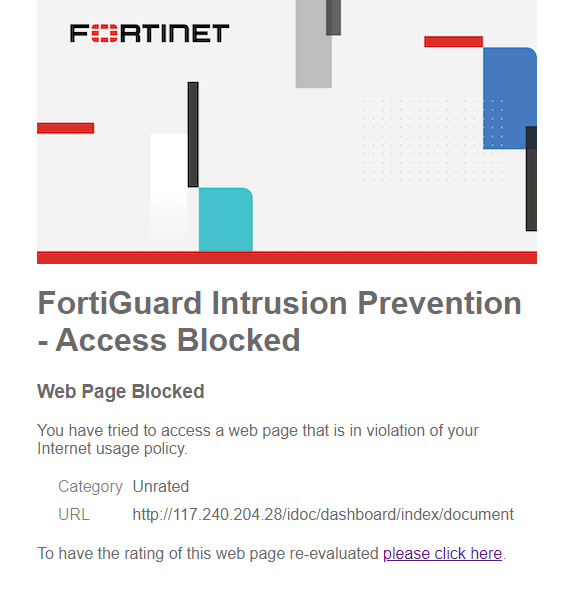 FORTINET
FortiGuard Intrusion Prevention
- Access Blocked
Web Page Blocked
You have tried to access a web page that is in violation of your
Internet usage policy.
Category Unrated
URL http://117.240.204.28/idoc/dashboard/index/document
To have the rating of this web page re-evaluated please click here.